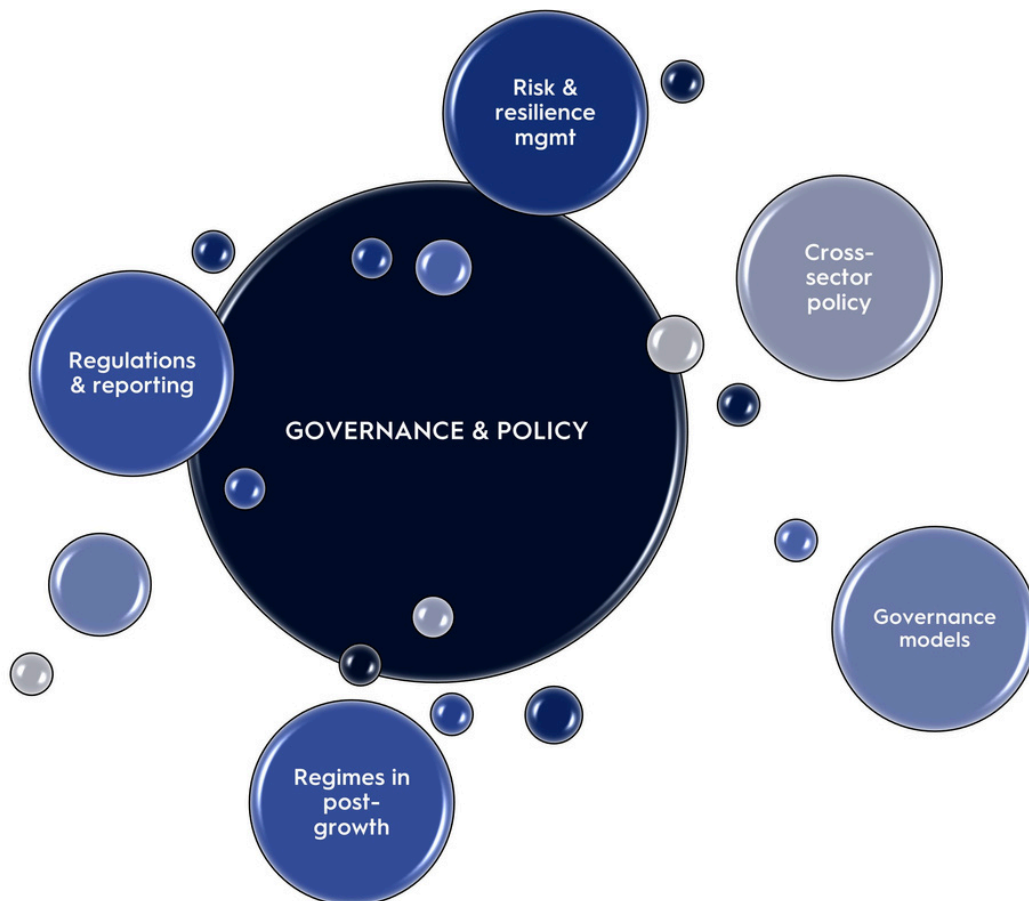 Risk &
resilience
mgmt
Cross-
sector
policy
Regulations
& reporting
GOVERNANCE & POLICY
Governance
models
Regimes in
post-
growth